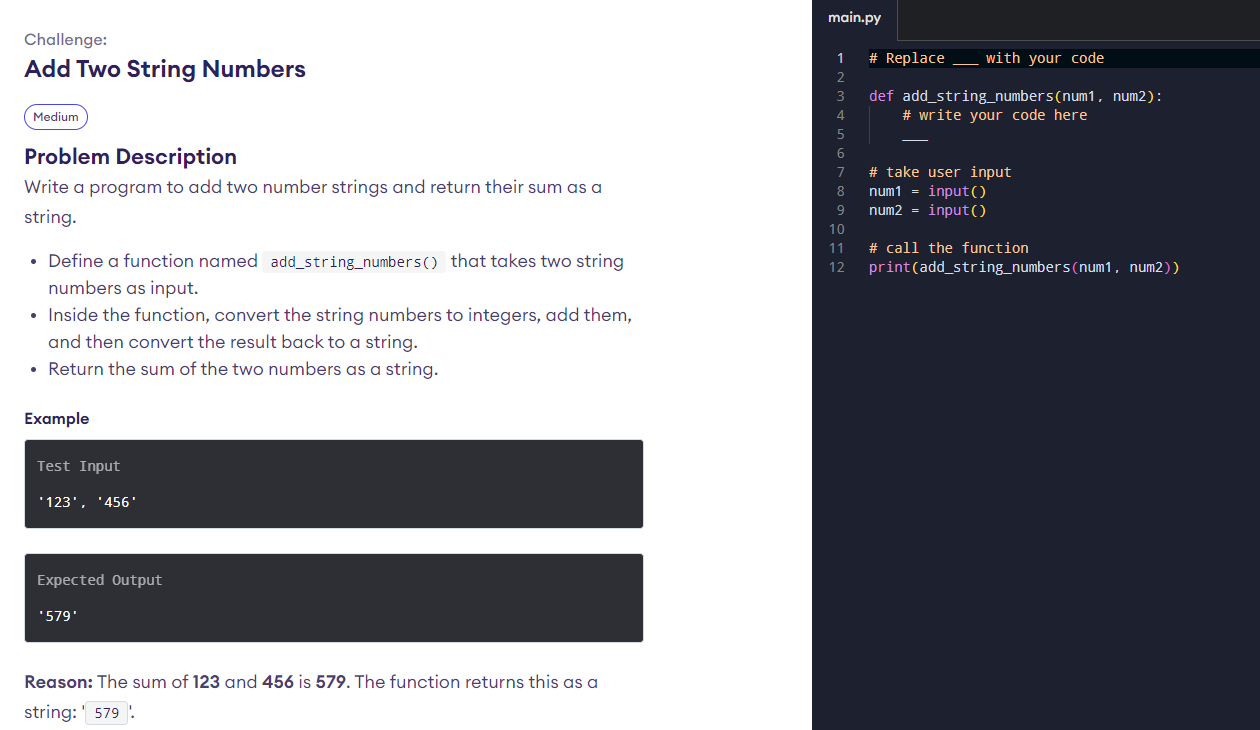 Challenge:
Add Two String Numbers
Medium
Problem Description
Write a program to add two number strings and return their sum as a
string.
• Define a function named add_string_numbers() that takes two string
numbers as input.
• Inside the function, convert the string numbers to integers, add them,
and then convert the result back to a string.
• Return the sum of the two numbers as a string.
Example
Test Input
'123', '456'
Expected Output
'579'
Reason: The sum of 123 and 456 is 579. The function returns this as a
string: '579'.
main.py
1 # Replace ___ with your code
2
3 def add_string_numbers(num1, num2):
4     # write your code here
5     ___
6
7 # take user input
8 num1 = input()
9 num2 = input()
10
11 # call the function
12 print(add_string_numbers(num1, num2))